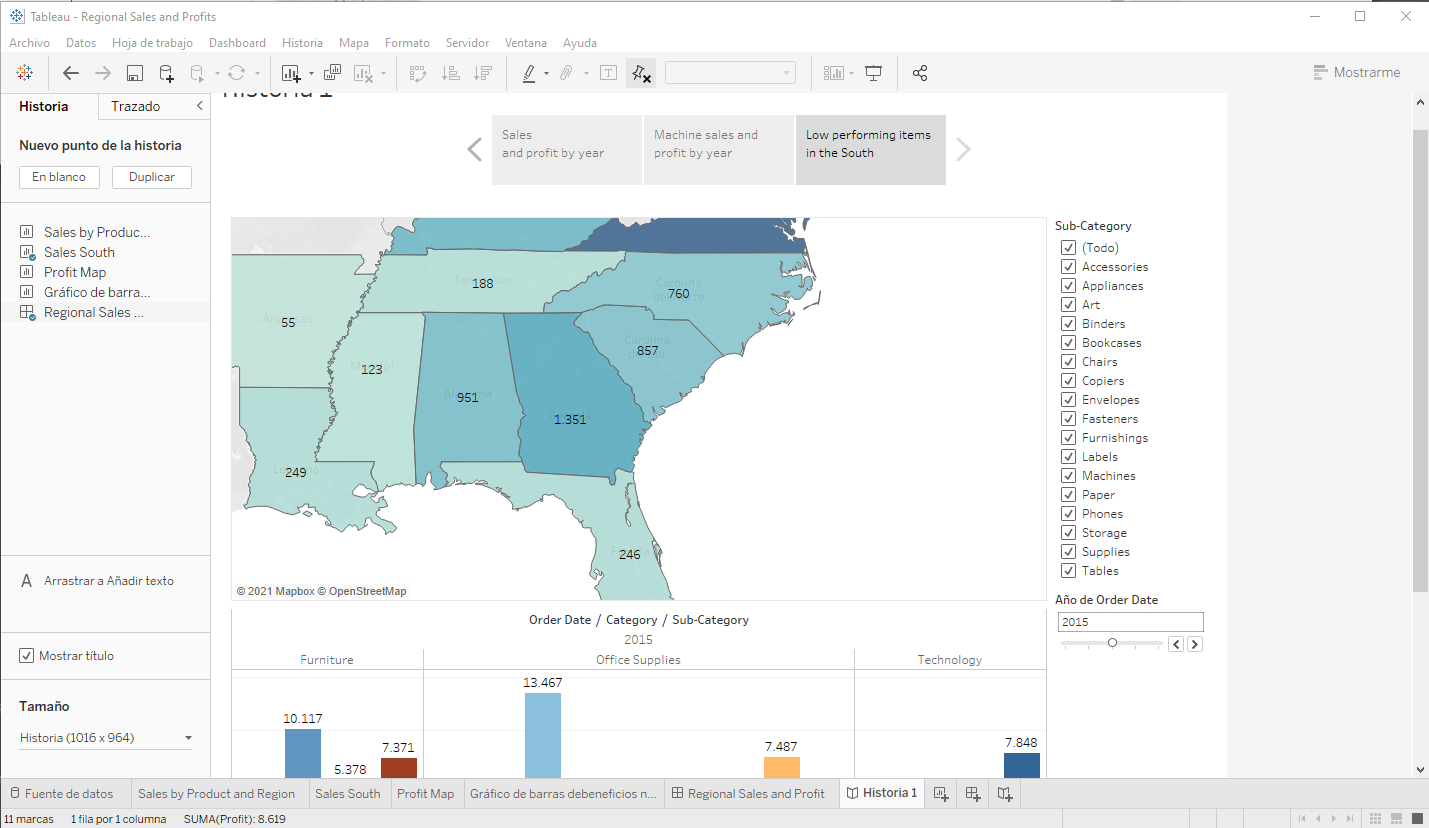 Tableau - Regional Sales and Profits
Archivo Datos Hoja de trabajo Dashboard Historia Mapa Formato Servidor Ventana Ayuda
Mostrarme
Historia Trazado
Historia 1
Nuevo punto de la historia
En blanco Duplicar
Sales by Produc...
Sales South
Profit Map
Gráfico de barra...
Regional Sales ...
A Arrastrar a Añadir texto
Mostrar título
Tamaño
Historia (1016 x 964)
Sales
and profit by year
Machine sales and
profit by year
Low performing items
in the South
188
760
55
857
123
951
1.351
249
246
© 2021 Mapbox © OpenStreetMap
Sub-Category
(Todo)
Accessories
Appliances
Art
Binders
Bookcases
Chairs
Copiers
Envelopes
Fasteners
Furnishings
Labels
Machines
Paper
Phones
Storage
Supplies
Tables
Año de Order Date
2015
Order Date / Category / Sub-Category
2015
Furniture Office Supplies Technology
13.467
10.117
7.371
5.378
7.487
7.848
Fuente de datos Sales by Product and Region Sales South Profit Map Gráfico de barras debeneficios n... Regional Sales and Profit Historia 1
11 marcas 1 fila por 1 columna SUMA(Profit): 8.619